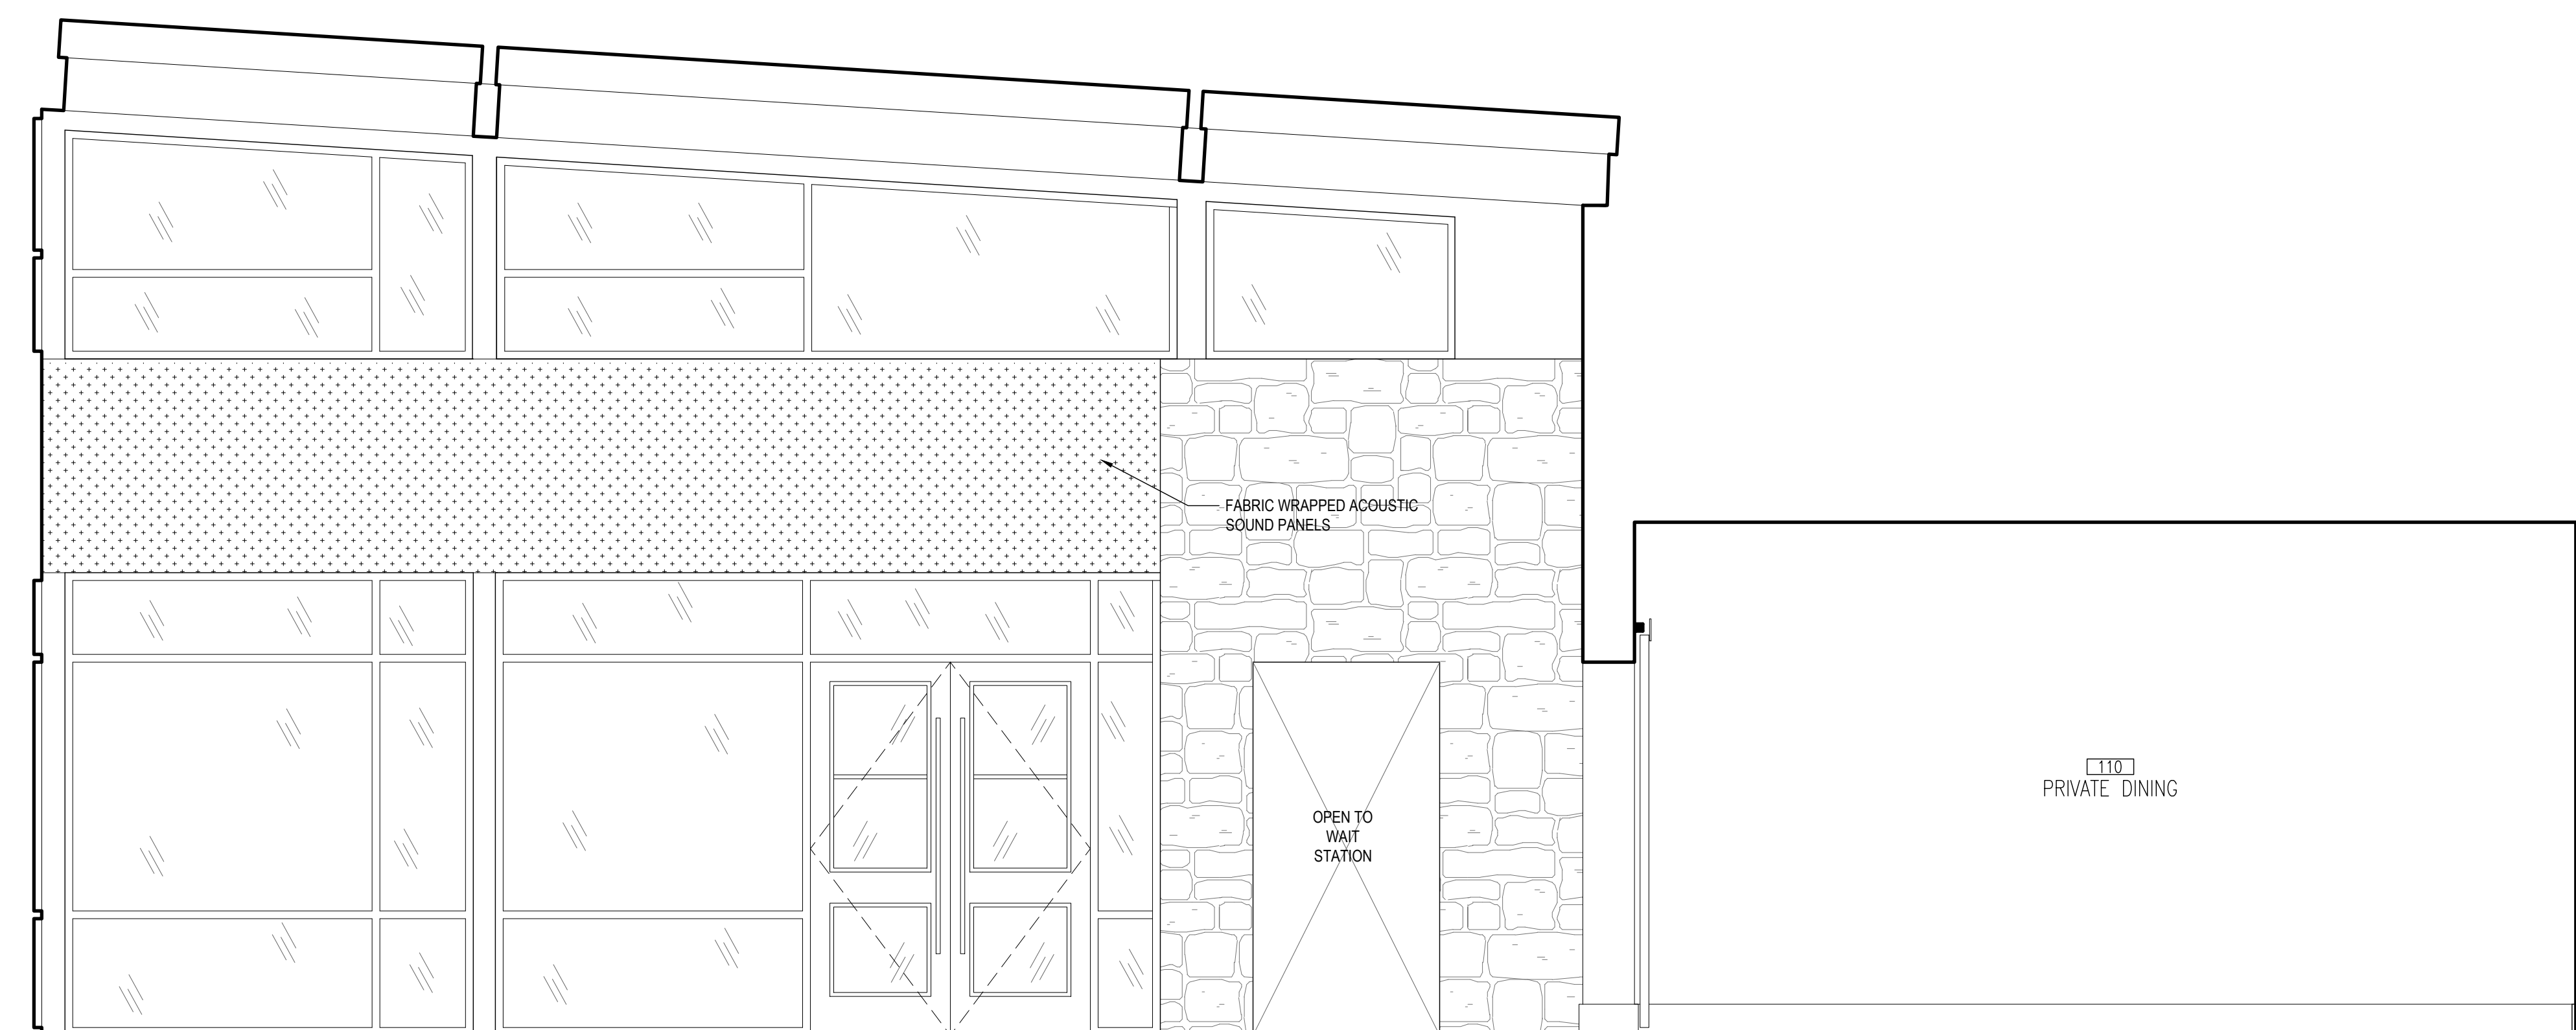 FABRIC WRAPPED ACOUSTIC
SOUND PANELS
110
PRIVATE DINING
OPEN TO
WAIT
STATION